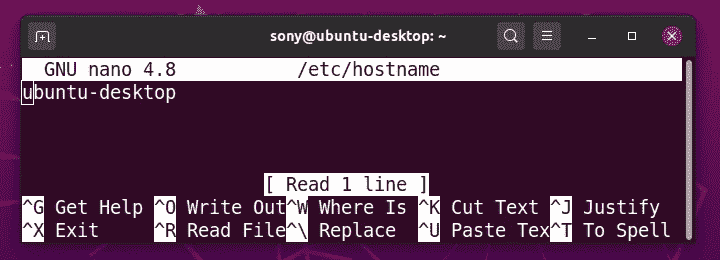 sony@ubuntu-desktop: ~
GNU nano 4.8 /etc/hostname
ubuntu-desktop
[ Read 1 line ]
^G Get Help ^O Write Out^W Where Is ^K Cut Text ^J Justify
^X Exit ^R Read File^\ Replace ^U Paste Tex^T To Spell